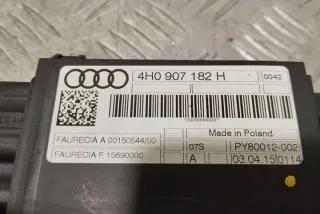 4H0 907 182 H
0042
Made in Poland
FAURECIA A 00150544/00
07S
PY80012-002
FAURECIA F 15690000
A
03.04.15
0114